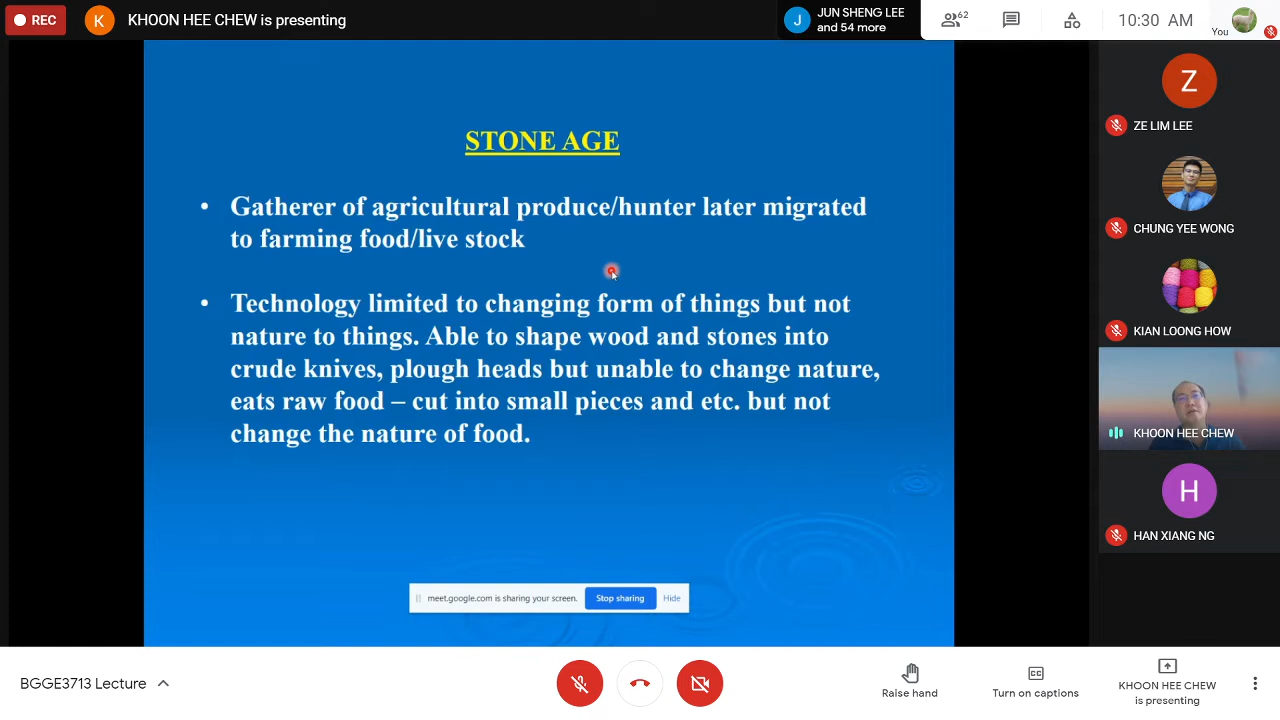 REC
K
KHOON HEE CHEW is presenting
J
JUN SHENG LEE
and 54 more
62
10:30 AM
You
STONE AGE
• Gatherer of agricultural produce/hunter later migrated
to farming food/live stock
• Technology limited to changing form of things but not
nature to things. Able to shape wood and stones into
crude knives, plough heads but unable to change nature,
eats raw food – cut into small pieces and etc. but not
change the nature of food.
meet.google.com is sharing your screen.
Stop sharing
Hide
Z
ZE LIM LEE
CHUNG YEE WONG
KIAN LOONG HOW
KHOON HEE CHEW
H
HAN XIANG NG
BGGE3713 Lecture
Raise hand
CC
Turn on captions
KHOON HEE CHEW
is presenting